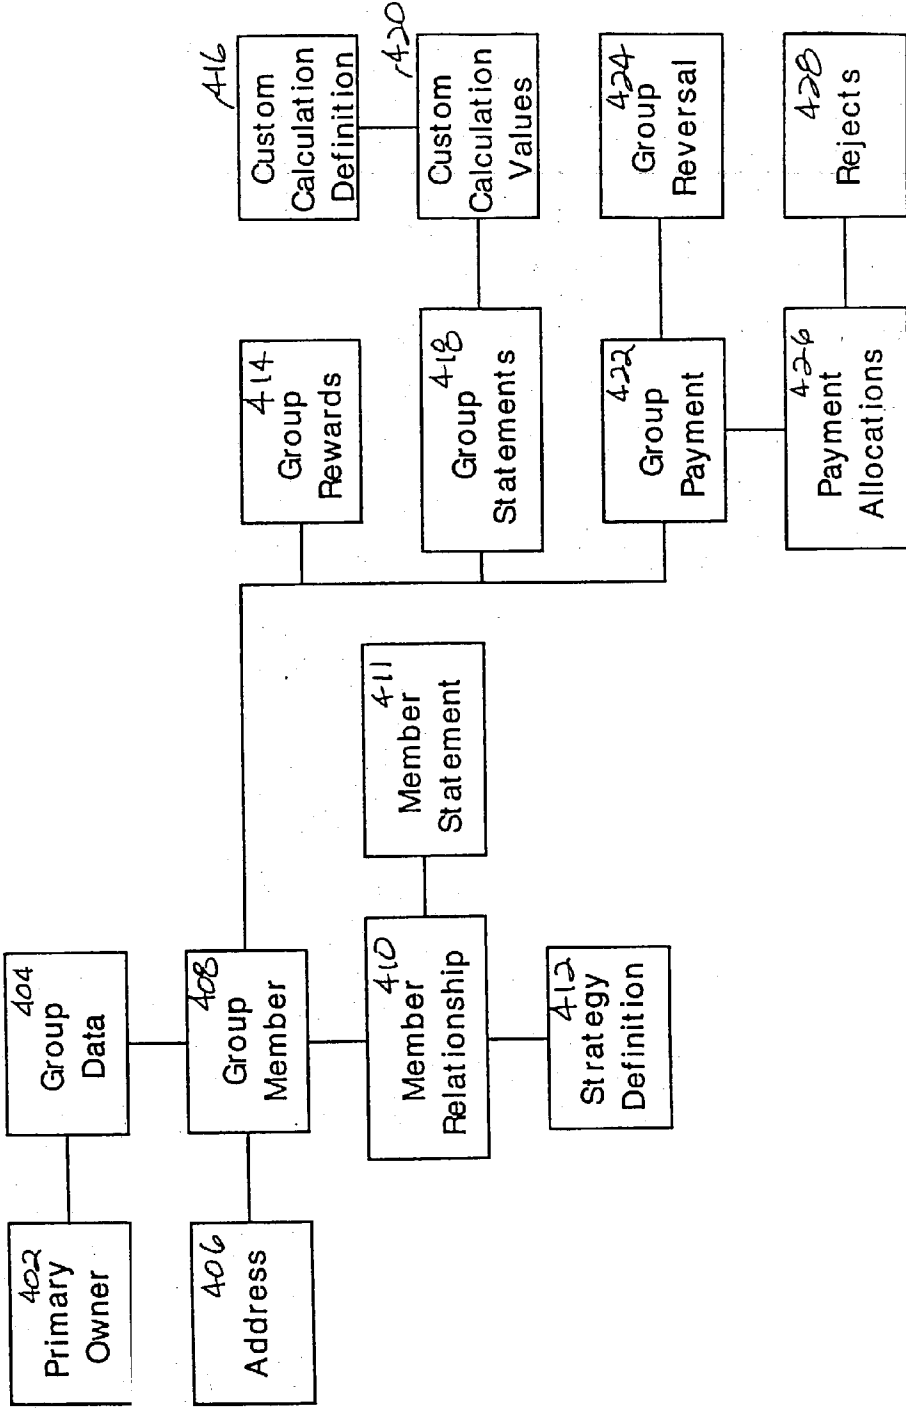 402
Primary
Owner
404
Group
Data
406
Address
408
Group
Member
410
Member
Relationship
411
Member
Statement
412
Strategy
Definition
414
Group
Rewards
416
Custom
Calculation
Definition
418
Group
Statements
420
Custom
Calculation
Values
422
Group
Payment
424
Group
Reversal
426
Payment
Allocations
428
Rejects